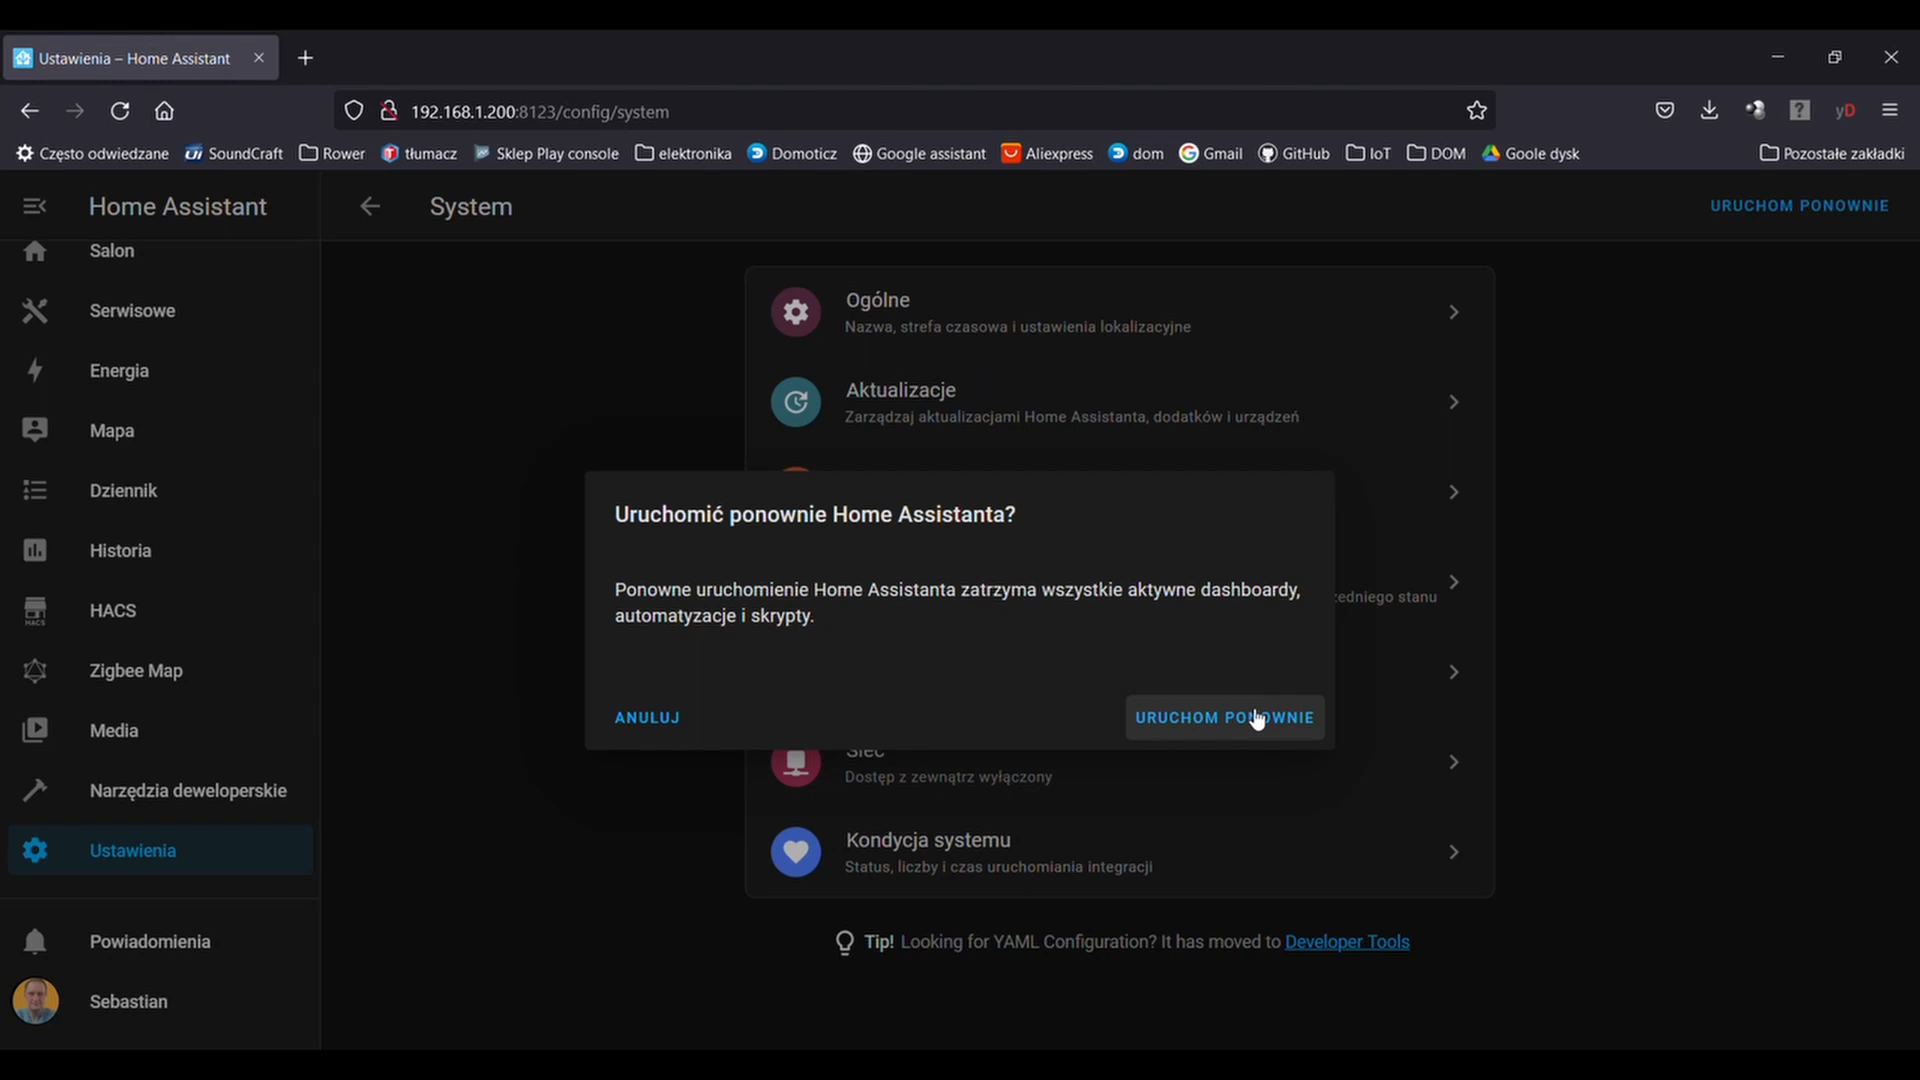 Ustawienia – Home Assistant
192.168.1.200:8123/config/system
Często odwiedzane
SoundCraft
Rower
tłumacz
Sklep Play console
elektronika
Domoticz
Google assistant
Aliexpress
dom
Gmail
GitHub
IoT
DOM
Goole dysk
Pozostałe zakładki
Home Assistant
System
URUCHOM PONOWNIE
Salon
Serwisowe
Energia
Mapa
Dziennik
Historia
HACS
HACS
Zigbee Map
Media
Narzędzia deweloperskie
Ustawienia
Powiadomienia
Sebastian
Ogólne
Nazwa, strefa czasowa i ustawienia lokalizacyjne
Aktualizacje
Zarządzaj aktualizacjami Home Assistanta, dodatków i urządzeń
Uruchomić ponownie Home Assistanta?
Ponowne uruchomienie Home Assistanta zatrzyma wszystkie aktywne dashboardy,
automatyzacje i skrypty.
stanu
ANULUJ
URUCHOM PONOWNIE
Sieć
Dostęp z zewnątrz wyłączony
Kondycja systemu
Status, liczby i czas uruchomiania integracji
Tip! Looking for YAML Configuration? It has moved to Developer Tools
yD